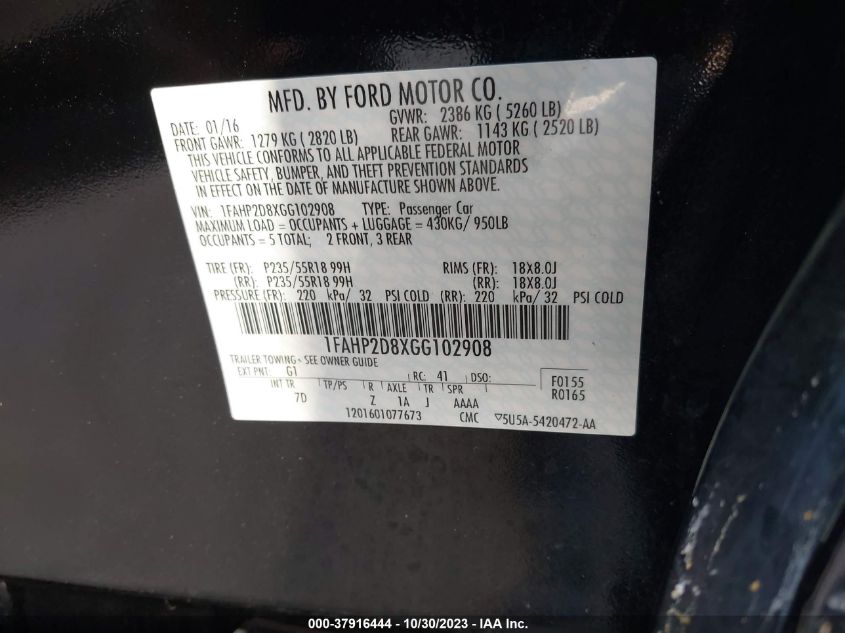 MFD. BY FORD MOTOR CO.
DATE: 01/16 GVWR: 2386 KG ( 5260 LB)
FRONT GAWR: 1279 KG ( 2820 LB) REAR GAWR: 1143 KG ( 2520 LB)
THIS VEHICLE CONFORMS TO ALL APPLICABLE FEDERAL MOTOR
VEHICLE SAFETY, BUMPER, AND THEFT PREVENTION STANDARDS
IN EFFECT ON THE DATE OF MANUFACTURE SHOWN ABOVE.
VIN: 1FAHP2D8XGG102908 TYPE: Passenger Car
MAXIMUM LOAD = OCCUPANTS + LUGGAGE = 430KG/ 950LB
OCCUPANTS = 5 TOTAL; 2 FRONT, 3 REAR
TIRE (FR): P235/55R18 99H RIMS (FR): 18X8.0J
(RR): P235/55R18 99H (RR): 18X8.0J
PRESSURE (FR): 220 kPa/ 32 PSI COLD (RR): 220 kPa/ 32 PSI COLD
1FAHP2D8XGG102908
TRAILER TOWING - SEE OWNER GUIDE
EXT PNT: G1 RC: 41 DSO: F0155
INT TR TP/PS R AXLE TR SPR R0165
7D Z 1A J AAAA
1201601077673 CMC ▽5U5A-5420472-AA
000-37916444 - 10/30/2023 - IAA Inc.